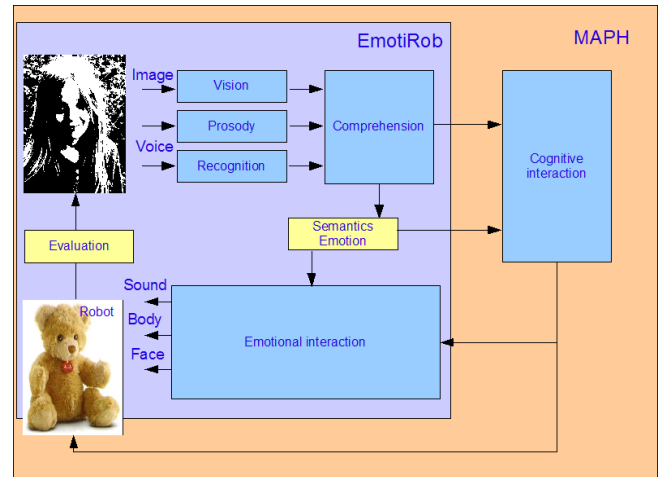 EmotiRob
MAPH
Image
Vision
Prosody
Voice
Recognition
Comprehension
Cognitive
interaction
Semantics
Emotion
Evaluation
Sound
Body
Face
Robot
Emotional interaction